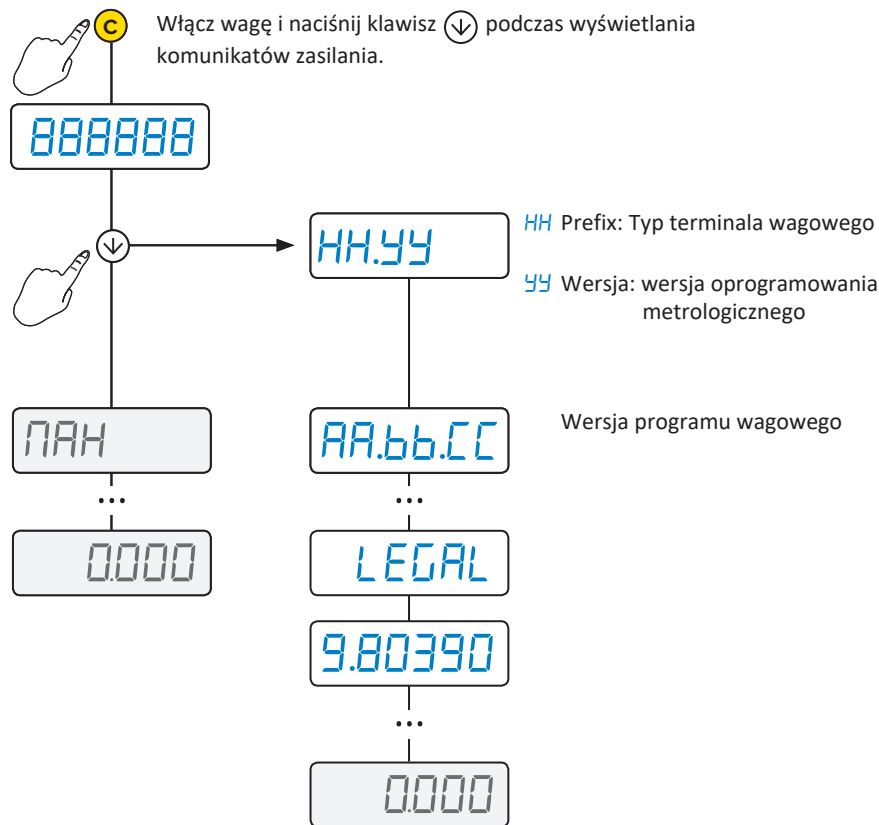 C Włącz wagę i naciśnij klawisz ↓ podczas wyświetlania
komunikatów zasilania.
888888
HH.YY
HH Prefix: Typ terminala wagowego
YY Wersja: wersja oprogramowania
metrologicznego
ΠAH
AA.bb.CC
Wersja programu wagowego
...
...
0.000
LEGAL
9.80390
...
0.000